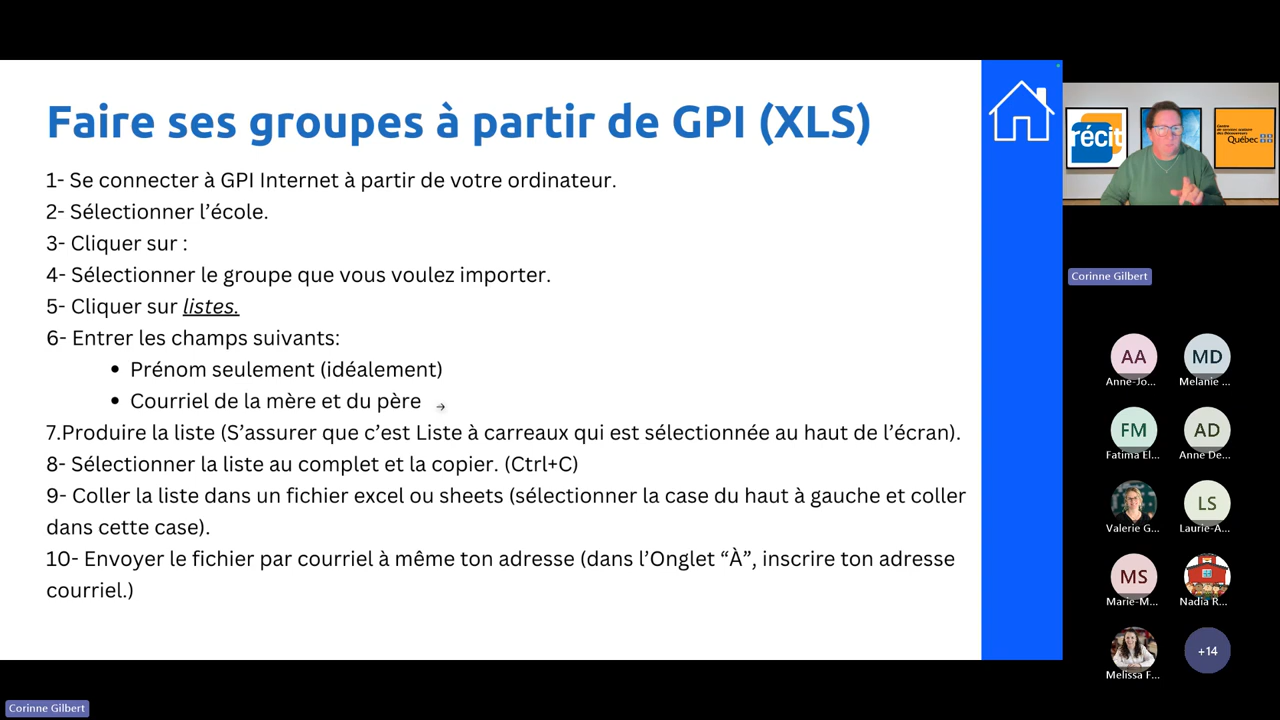 Faire ses groupes à partir de GPI (XLS)
1- Se connecter à GPI Internet à partir de votre ordinateur.
2- Sélectionner l’école.
3- Cliquer sur :
4- Sélectionner le groupe que vous voulez importer.
5- Cliquer sur listes.
6- Entrer les champs suivants:
• Prénom seulement (idéalement)
• Courriel de la mère et du père →
7.Produire la liste (S’assurer que c’est Liste à carreaux qui est sélectionnée au haut de l’écran).
8- Sélectionner la liste au complet et la copier. (Ctrl+C)
9- Coller la liste dans un fichier excel ou sheets (sélectionner la case du haut à gauche et coller
dans cette case).
10- Envoyer le fichier par courriel à même ton adresse (dans l’Onglet “À”, inscrire ton adresse
courriel.)
récit
Québec
Corinne Gilbert
AA
MD
Anne-Jo...
Melanie ...
FM
AD
Fatima El...
Anne De...
LS
Valerie G...
Laurie-A...
MS
Marie-M...
Nadia R...
+14
Melissa F...
Corinne Gilbert